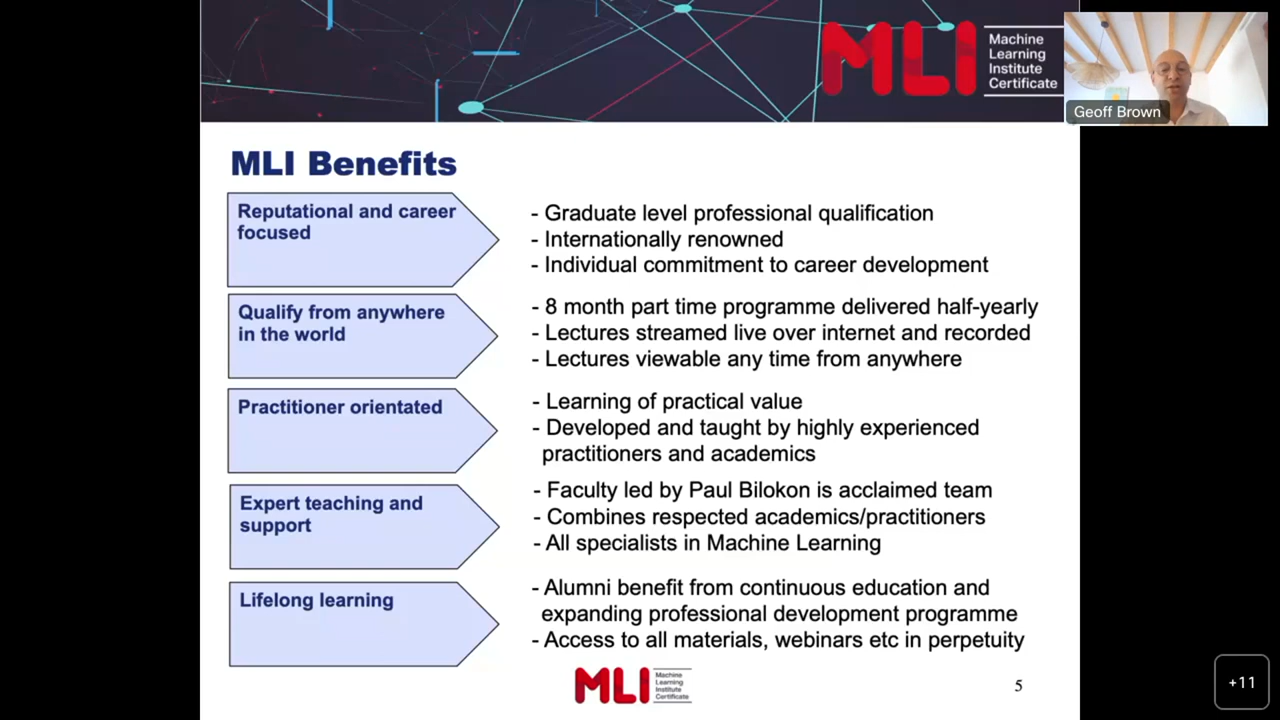 MLI
Machine
Learning
Institute
Certificate
Geoff Brown
MLI Benefits
Reputational and career
focused
- Graduate level professional qualification
- Internationally renowned
- Individual commitment to career development
Qualify from anywhere
in the world
- 8 month part time programme delivered half-yearly
- Lectures streamed live over internet and recorded
- Lectures viewable any time from anywhere
Practitioner orientated
- Learning of practical value
- Developed and taught by highly experienced
practitioners and academics
Expert teaching and
support
- Faculty led by Paul Bilokon is acclaimed team
- Combines respected academics/practitioners
- All specialists in Machine Learning
Lifelong learning
- Alumni benefit from continuous education and
expanding professional development programme
- Access to all materials, webinars etc in perpetuity
MLI
Machine
Learning
Institute
Certificate
5
+11